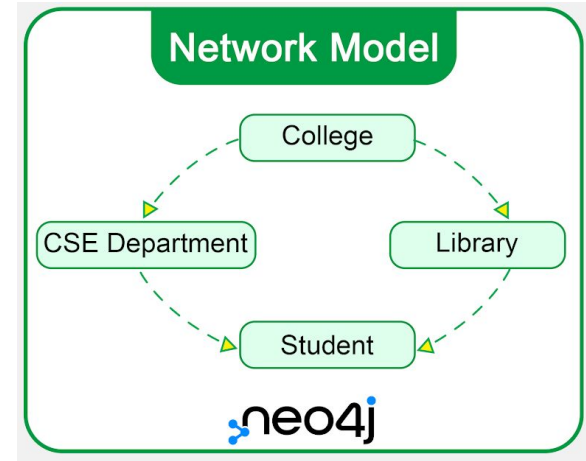 Network Model
College
CSE Department
Library
Student
neo4j